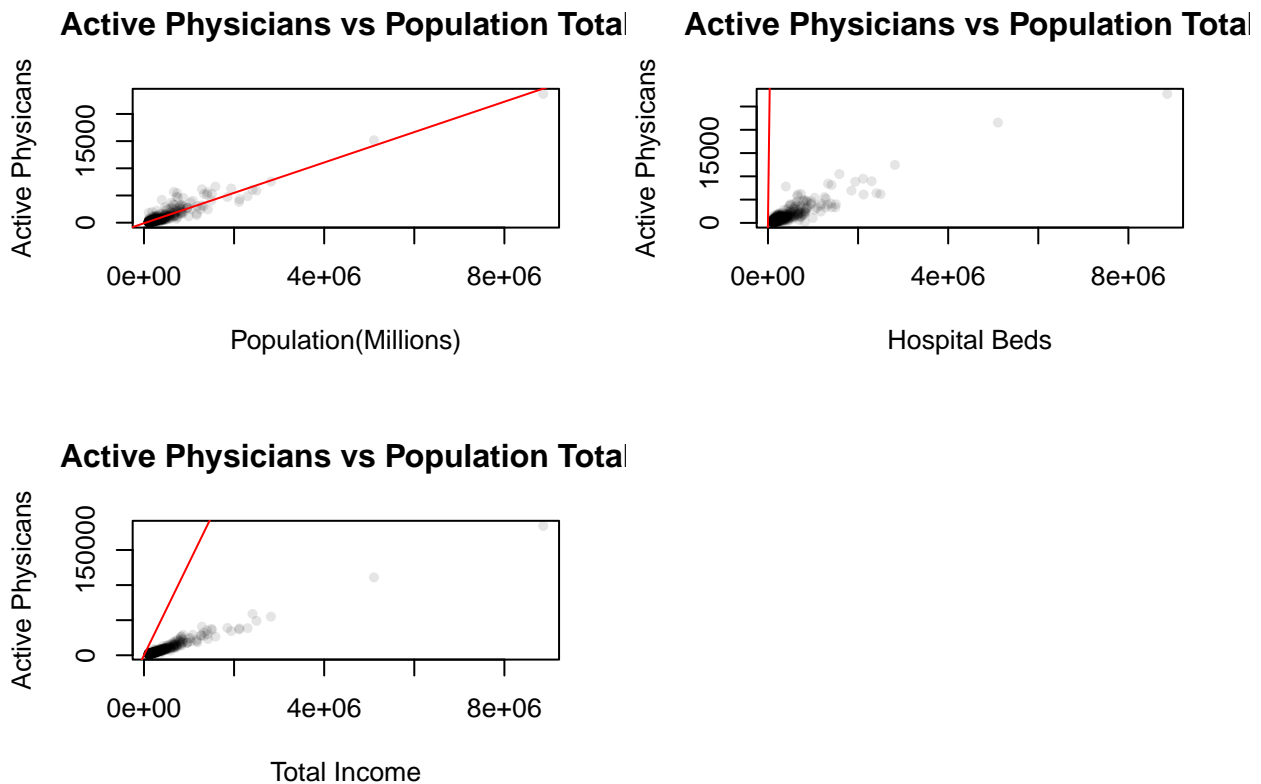 Active Physicians vs Population Total
Active Physicans
15000
0
0e+00 4e+06 8e+06
Population(Millions)
Active Physicians vs Population Total
Active Physicans
15000
0
0e+00 4e+06 8e+06
Hospital Beds
Active Physicians vs Population Total
Active Physicans
150000
0
0e+00 4e+06 8e+06
Total Income